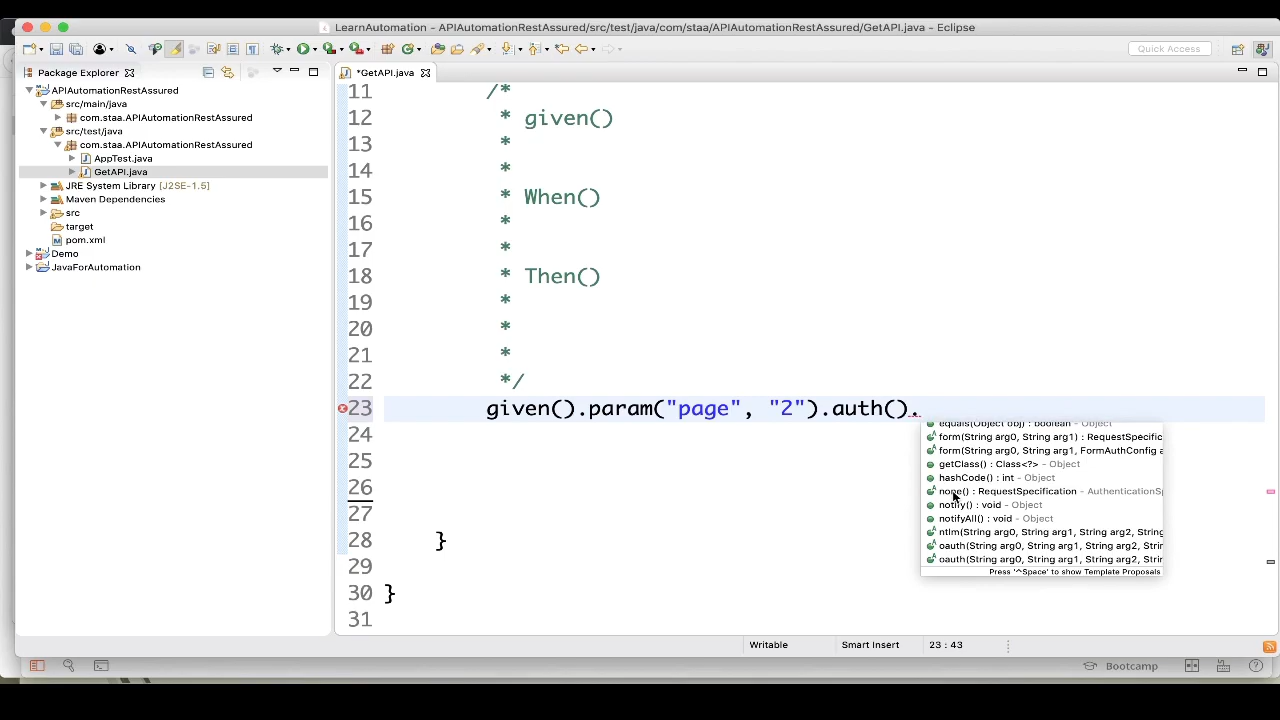 LearnAutomation - APIAutomationRestAssured/src/test/java/com/staa/APIAutomationRestAssured/GetAPI.java - Eclipse
Quick Access
Package Explorer
APIAutomationRestAssured
src/main/java
com.staa.APIAutomationRestAssured
src/test/java
com.staa.APIAutomationRestAssured
AppTest.java
GetAPI.java
JRE System Library [J2SE-1.5]
Maven Dependencies
src
target
pom.xml
Demo
JavaForAutomation
*GetAPI.java
11 /*
12 * given()
13 *
14 *
15 * When()
16 *
17 *
18 * Then()
19 *
20 *
21 *
22 */
23 given().param("page", "2").auth().
24
25
26
27
28 }
29
30 }
31
equals(Object obj) : boolean - Object
form(String arg0, String arg1) : RequestSpecific
form(String arg0, String arg1, FormAuthConfig a
getClass() : Class<?> - Object
hashCode() : int - Object
none() : RequestSpecification - AuthenticationSp
notify() : void - Object
notifyAll() : void - Object
ntlm(String arg0, String arg1, String arg2, Strin
oauth(String arg0, String arg1, String arg2, Stri
oauth(String arg0, String arg1, String arg2, Stri
Press '^Space' to show Template Proposals
Writable
Smart Insert
23 : 43
Bootcamp